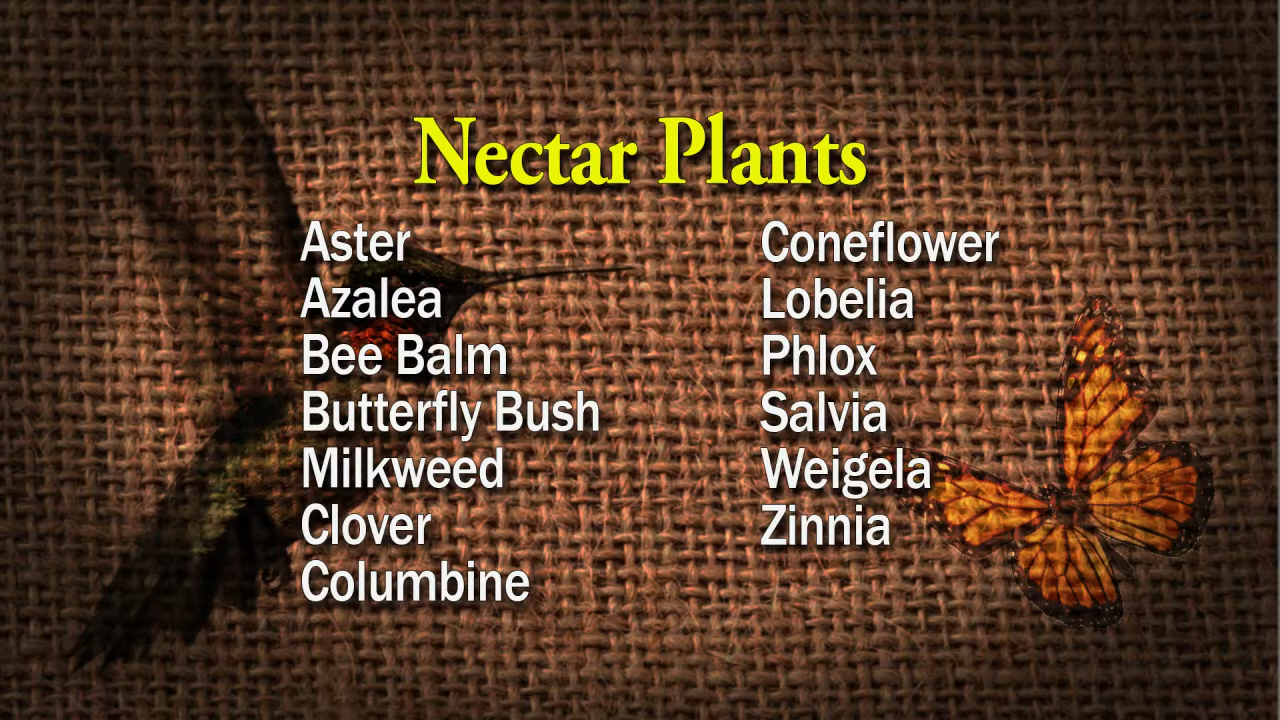 Nectar Plants
Aster
Azalea
Bee Balm
Butterfly Bush
Milkweed
Clover
Columbine
Coneflower
Lobelia
Phlox
Salvia
Weigela
Zinnia